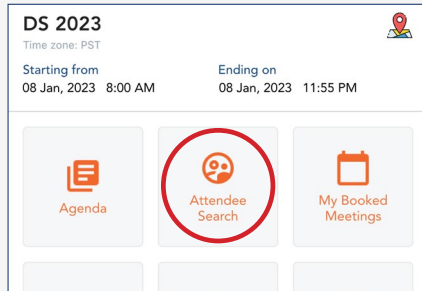 DS 2023
Time zone: PST
Starting from
Ending on
08 Jan, 2023 8:00 AM
08 Jan, 2023 11:55 PM
Agenda
Attendee
Search
My Booked
Meetings